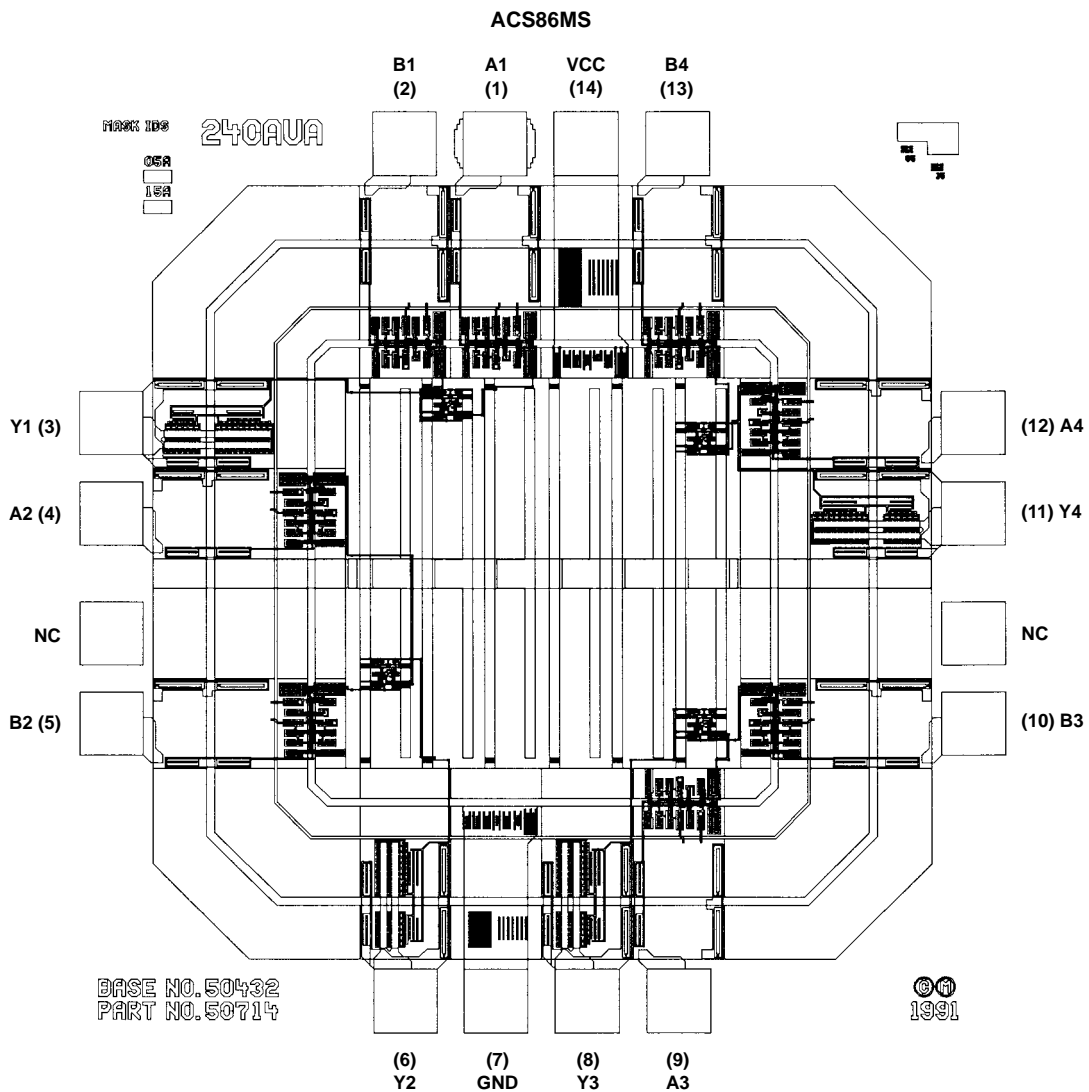 ACS86MS
B1 A1 VCC B4
(2) (1) (14) (13)
MASK IDS
24CAVA
05A
15A
Y1 (3)
(12) A4
A2 (4)
(11) Y4
NC
NC
B2 (5)
(10) B3
BASE NO. 50432
PART NO. 50714
C M
1991
(6) (7) (8) (9)
Y2 GND Y3 A3